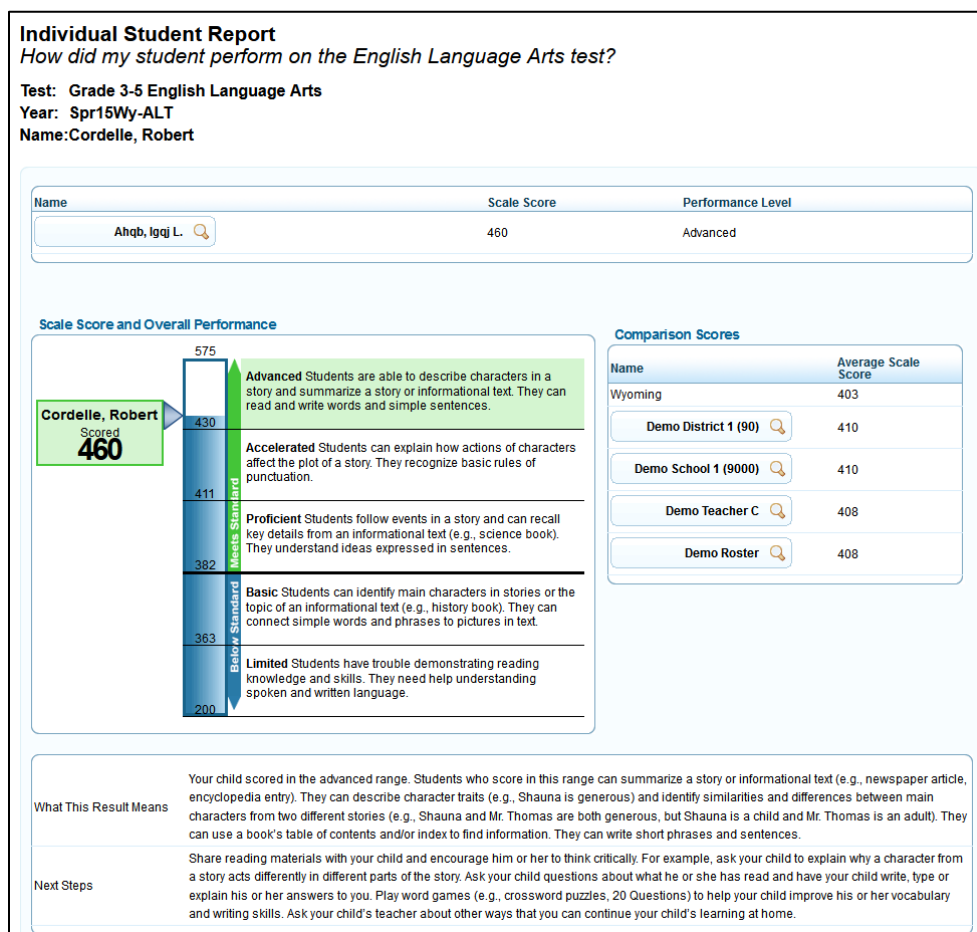 Individual Student Report
How did my student perform on the English Language Arts test?
Test: Grade 3-5 English Language Arts
Year: Spr15Wy-ALT
Name:Cordelle, Robert
Name Scale Score Performance Level
Ahqb, Igqj L. 460 Advanced
Scale Score and Overall Performance
575
Advanced Students are able to describe characters in a
story and summarize a story or informational text. They can
read and write words and simple sentences.
Cordelle, Robert
Scored
460
430
Accelerated Students can explain how actions of characters
affect the plot of a story. They recognize basic rules of
punctuation.
411
Proficient Students follow events in a story and can recall
key details from an informational text (e.g., science book).
They understand ideas expressed in sentences.
Meets Standard
382
Basic Students can identify main characters in stories or the
topic of an informational text (e.g., history book). They can
connect simple words and phrases to pictures in text.
363
Below Standard
Limited Students have trouble demonstrating reading
knowledge and skills. They need help understanding
spoken and written language.
200
Comparison Scores
Name Average Scale
Score
Wyoming 403
Demo District 1 (90) 410
Demo School 1 (9000) 410
Demo Teacher C 408
Demo Roster 408
What This Result Means
Your child scored in the advanced range. Students who score in this range can summarize a story or informational text (e.g., newspaper article,
encyclopedia entry). They can describe character traits (e.g., Shauna is generous) and identify similarities and differences between main
characters from two different stories (e.g., Shauna and Mr. Thomas are both generous, but Shauna is a child and Mr. Thomas is an adult). They
can use a book's table of contents and/or index to find information. They can write short phrases and sentences.
Next Steps
Share reading materials with your child and encourage him or her to think critically. For example, ask your child to explain why a character from
a story acts differently in different parts of the story. Ask your child questions about what he or she has read and have your child write, type or
explain his or her answers to you. Play word games (e.g., crossword puzzles, 20 Questions) to help your child improve his or her vocabulary
and writing skills. Ask your child's teacher about other ways that you can continue your child's learning at home.